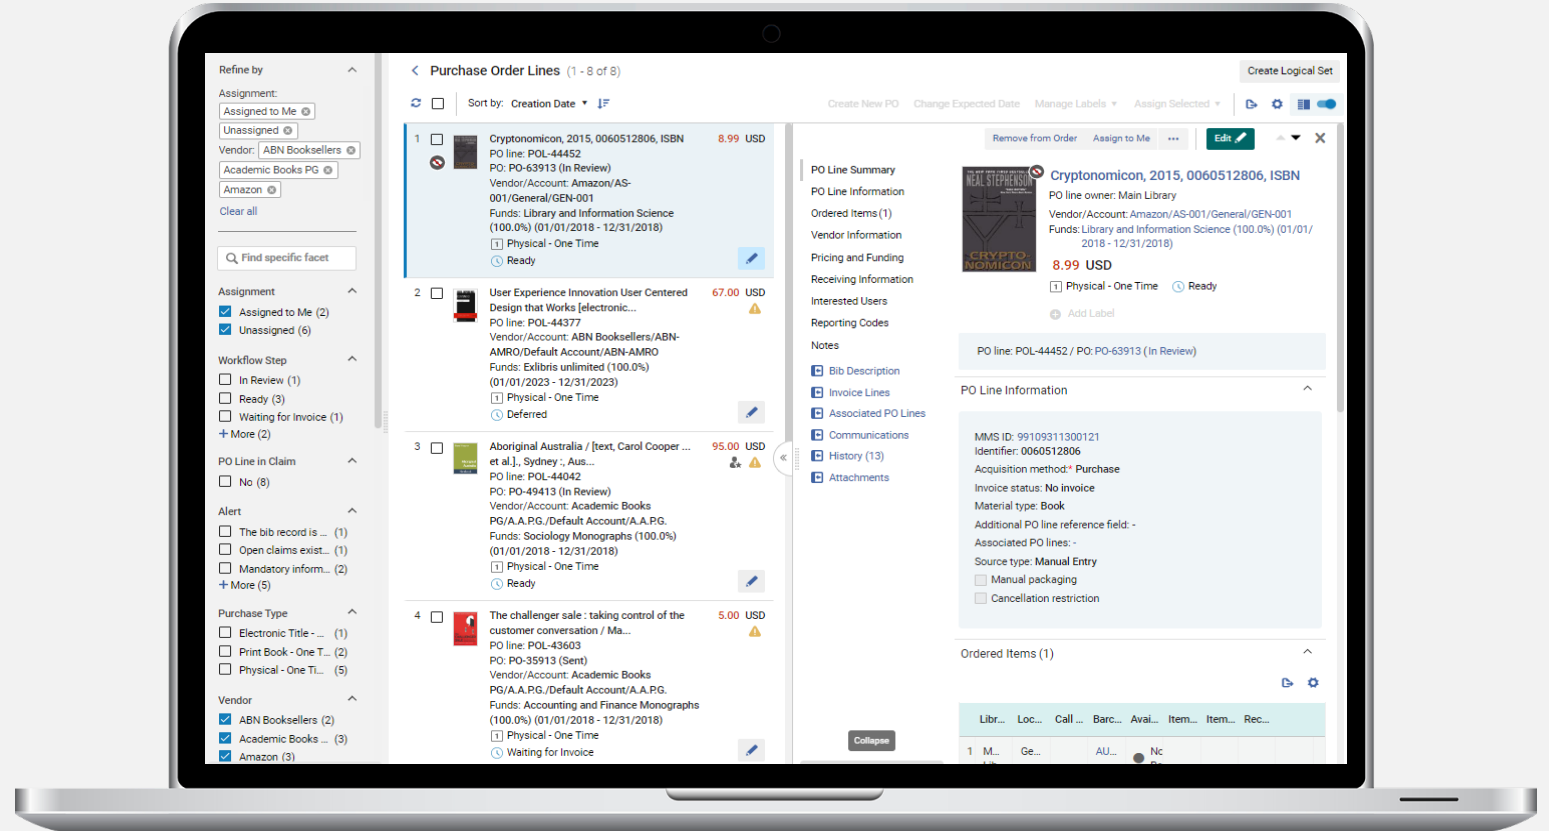 Refine by
Assignment:
Assigned to Me
Unassigned
Vendor: ABN Booksellers
Academic Books PG
Amazon
Clear all
Find specific facet
Assignment
Assigned to Me (2)
Unassigned (6)
Workflow Step
In Review (1)
Ready (3)
Waiting for Invoice (1)
+ More (2)
PO Line in Claim
No (8)
Alert
The bib record is ... (1)
Open claims exist... (1)
Mandatory inform... (2)
+ More (5)
Purchase Type
Electronic Title - ... (1)
Print Book - One T... (2)
Physical - One Ti... (5)
Vendor
ABN Booksellers (2)
Academic Books ... (3)
Amazon (3)
Purchase Order Lines (1 - 8 of 8)
Create Logical Set
Sort by: Creation Date
Create New PO Change Expected Date Manage Labels Assign Selected
1 Cryptonomicon, 2015, 0060512806, ISBN 8.99 USD
PO line: POL-44452
PO: PO-63913 (In Review)
Vendor/Account: Amazon/AS-
001/General/GEN-001
Funds: Library and Information Science
(100.0%) (01/01/2018 - 12/31/2018)
1 Physical - One Time
Ready
2 User Experience Innovation User Centered 67.00 USD
Design that Works [electronic...
PO line: POL-44377
Vendor/Account: ABN Booksellers/ABN-
AMRO/Default Account/ABN-AMRO
Funds: Exlibris unlimited (100.0%)
(01/01/2023 - 12/31/2023)
1 Physical - One Time
Deferred
3 Aboriginal Australia / [text, Carol Cooper ... 95.00 USD
et al.]., Sydney :, Aus...
PO line: POL-44042
PO: PO-49413 (In Review)
Vendor/Account: Academic Books
PG/A.A.P.G./Default Account/A.A.P.G.
Funds: Sociology Monographs (100.0%)
(01/01/2018 - 12/31/2018)
1 Physical - One Time
Ready
4 The challenger sale : taking control of the 5.00 USD
customer conversation / Ma...
PO line: POL-43603
PO: PO-35913 (Sent)
Vendor/Account: Academic Books
PG/A.A.P.G./Default Account/A.A.P.G.
Funds: Accounting and Finance Monographs
(100.0%) (01/01/2018 - 12/31/2018)
1 Physical - One Time
Waiting for Invoice
Remove from Order Assign to Me ... Edit
PO Line Summary
PO Line Information
Ordered Items (1)
Vendor Information
Pricing and Funding
Receiving Information
Interested Users
Reporting Codes
Notes
Bib Description
Invoice Lines
Associated PO Lines
Communications
History (13)
Attachments
Collapse
NEAL STEPHENSON
CRYPTO-
NOMICON
Cryptonomicon, 2015, 0060512806, ISBN
PO line owner: Main Library
Vendor/Account: Amazon/AS-001/General/GEN-001
Funds: Library and Information Science (100.0%) (01/01/
2018 - 12/31/2018)
8.99 USD
1 Physical - One Time Ready
Add Label
PO line: POL-44452 / PO: PO-63913 (In Review)
PO Line Information
MMS ID: 99109311300121
Identifier: 0060512806
Acquisition method:* Purchase
Invoice status: No invoice
Material type: Book
Additional PO line reference field: -
Associated PO lines: -
Source type: Manual Entry
Manual packaging
Cancellation restriction
Ordered Items (1)
Libr... Loc... Call ... Barc... Avai... Item... Item... Rec...
1 M... Ge... AU... Nc